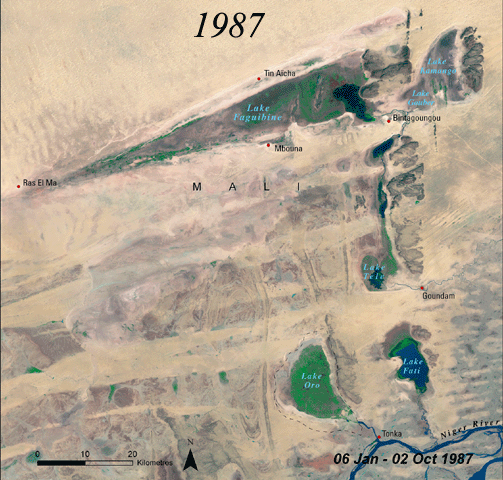 1987
Tin Aicha
Lake
Kamango
Lake
Faguibine
Lake
Bintagoungou
Mbouna
Ras El Ma
M A L I
Lake
Tele
Goundam
Lake
Oro
Lake
Fati
Niger River
Tonka
N
0 10 20
Kilometres
06 Jan - 02 Oct 1987